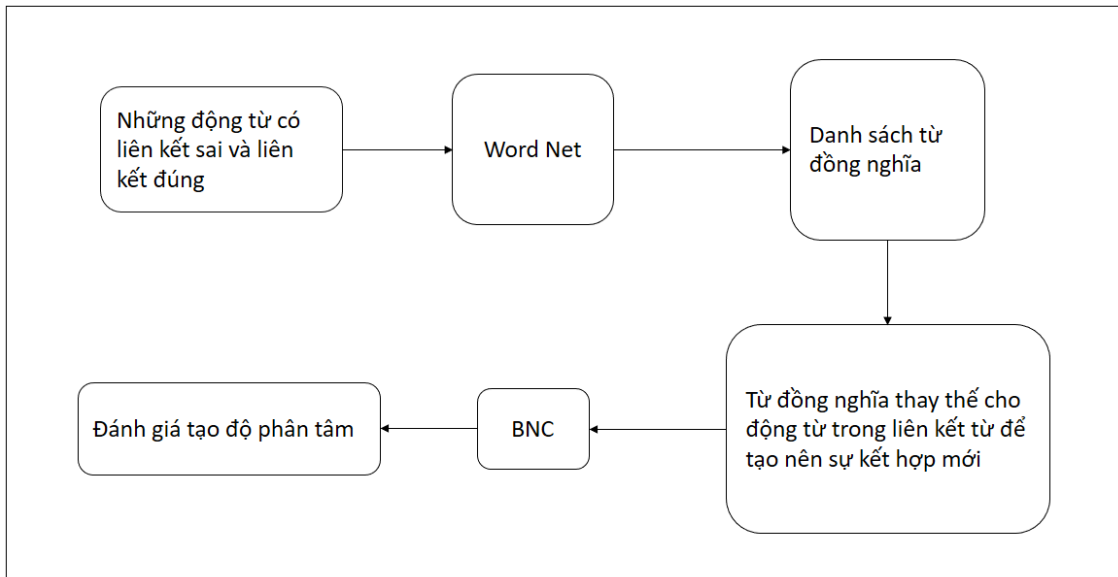 Những động từ có
liên kết sai và liên
kết đúng
Word Net
Danh sách từ
đồng nghĩa
Từ đồng nghĩa thay thế cho
động từ trong liên kết từ để
tạo nên sự kết hợp mới
BNC
Đánh giá tạo độ phân tâm